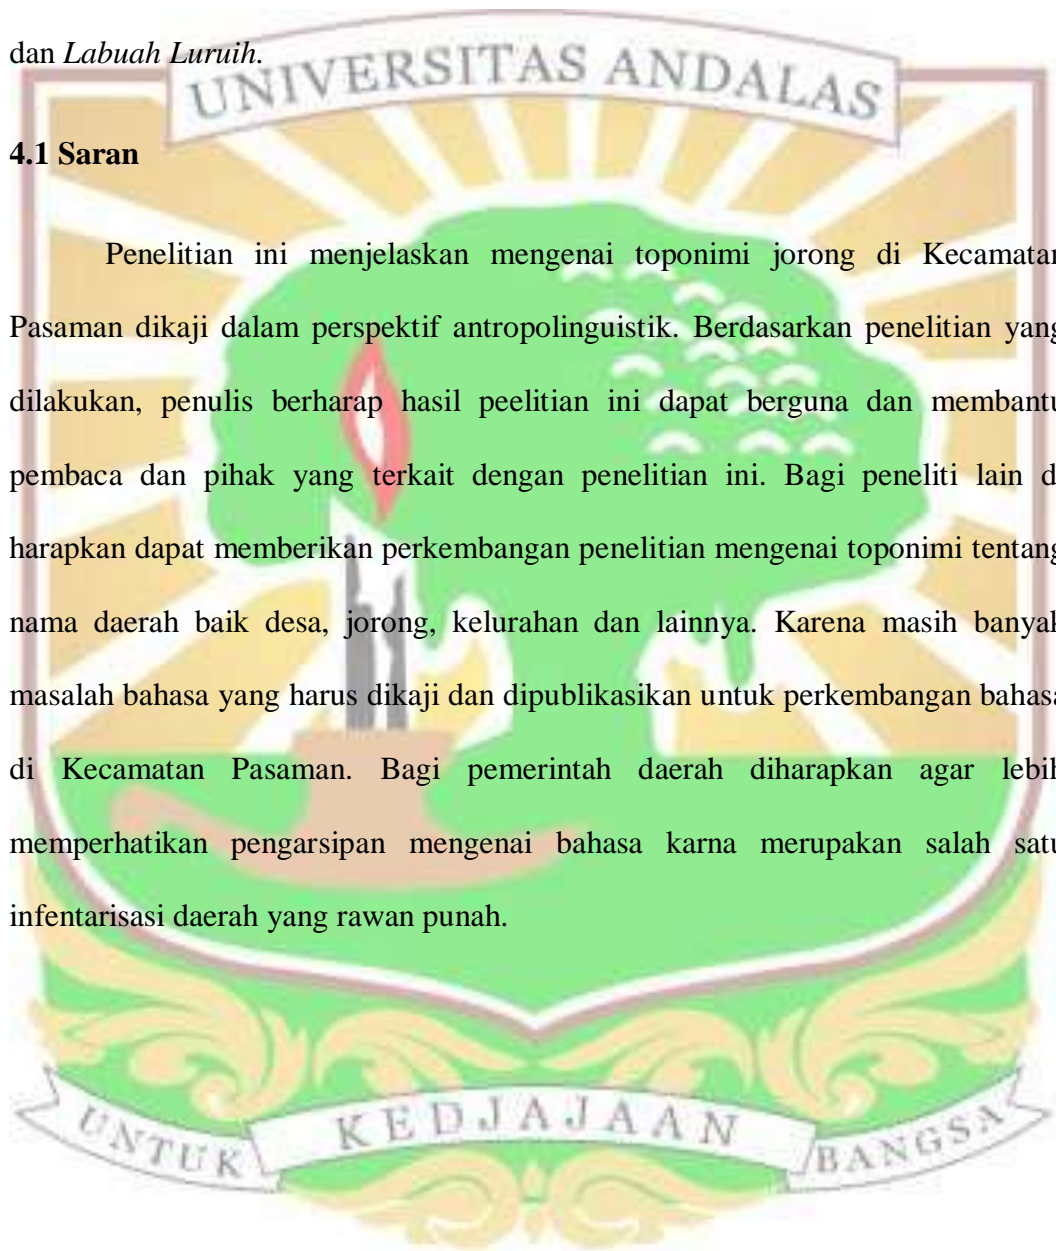 dan Labuah Luruih.
UNIVERSITAS ANDALAS
4.1 Saran
Penelitian ini menjelaskan mengenai toponimi jorong di Kecamatan
Pasaman dikaji dalam perspektif antropolinguistik. Berdasarkan penelitian yang
dilakukan, penulis berharap hasil peelitian ini dapat berguna dan membantu
pembaca dan pihak yang terkait dengan penelitian ini. Bagi peneliti lain di
harapkan dapat memberikan perkembangan penelitian mengenai toponimi tentang
nama daerah baik desa, jorong, kelurahan dan lainnya. Karena masih banyak
masalah bahasa yang harus dikaji dan dipublikasikan untuk perkembangan bahasa
di Kecamatan Pasaman. Bagi pemerintah daerah diharapkan agar lebih
memperhatikan pengarsipan mengenai bahasa karna merupakan salah satu
infentarisasi daerah yang rawan punah.
UNTUK KEDJAJAAN BANGSA